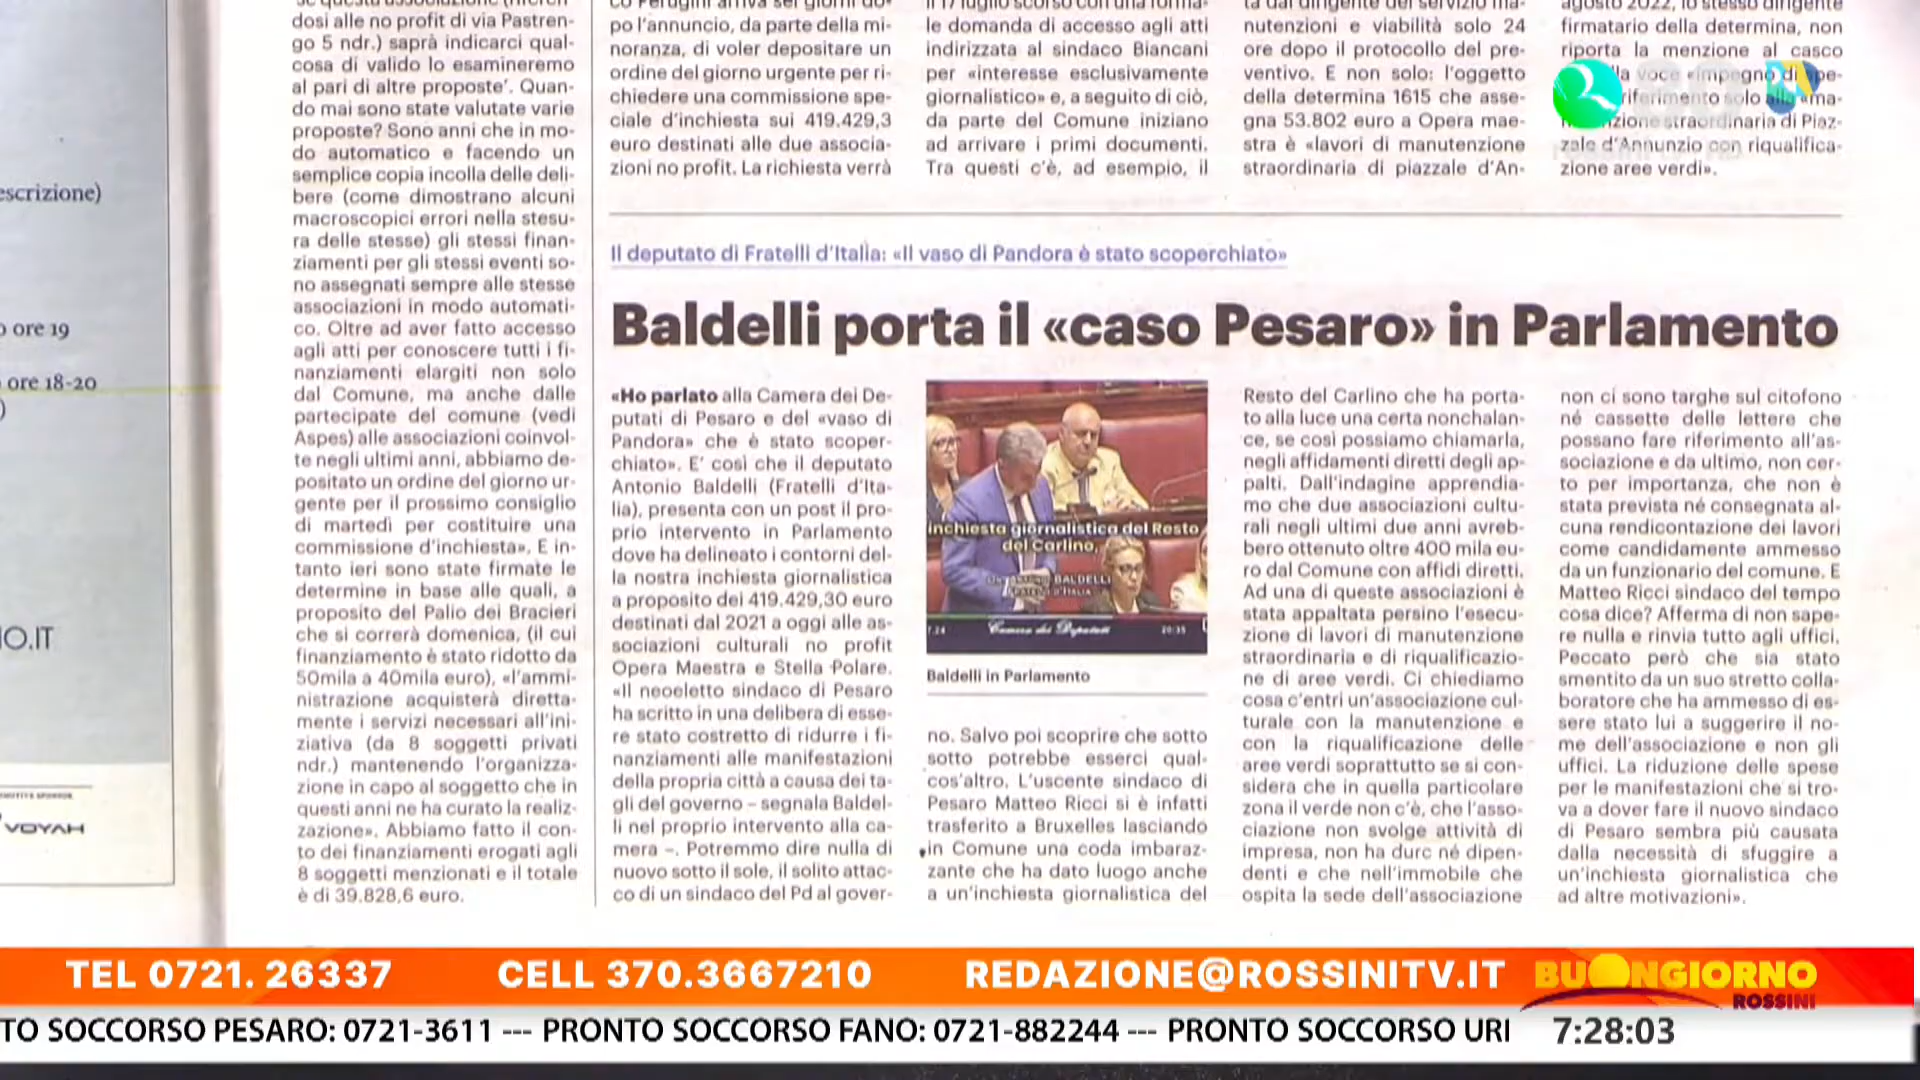 escrizione)
o ore 19
ore 18-20
)
IO.IT
VOYAH
dosi alle no profit di via Pastren-
go 5 ndr.) saprà indicarci qual-
cosa di valido lo esamineremo
al pari di altre proposte'. Quan-
do mai sono state valutate varie
proposte? Sono anni che in mo-
do automatico e facendo un
semplice copia incolla delle deli-
bere (come dimostrano alcuni
macroscopici errori nella stesu-
ra delle stesse) gli stessi finan-
ziamenti per gli stessi eventi so-
no assegnati sempre alle stesse
associazioni in modo automati-
co. Oltre ad aver fatto accesso
agli atti per conoscere tutti i fi-
nanziamenti elargiti non solo
dal Comune, ma anche dalle
partecipate del comune (vedi
Aspes) alle associazioni coinvol-
te negli ultimi anni, abbiamo de-
positato un ordine del giorno ur-
gente per il prossimo consiglio
di martedì per costituire una
commissione d'inchiesta». E in-
tanto ieri sono state firmate le
determine in base alle quali, a
proposito del Palio dei Bracieri
che si correrà domenica, (il cui
finanziamento è stato ridotto da
50mila a 40mila euro), «l'ammi-
nistrazione acquisterà diretta-
mente i servizi necessari all'ini-
ziativa (da 8 soggetti privati
ndr.) mantenendo l'organizza-
zione in capo al soggetto che in
questi anni ne ha curato la realiz-
zazione». Abbiamo fatto il con-
to dei finanziamenti erogati agli
8 soggetti menzionati e il totale
è di 39.828,6 euro.
po l'annuncio, da parte della mi-
noranza, di voler depositare un
ordine del giorno urgente per ri-
chiedere una commissione spe-
ciale d'inchiesta sui 419.429,3
euro destinati alle due associa-
zioni no profit. La richiesta verrà
il 17 luglio scorso con una forma-
le domanda di accesso agli atti
indirizzata al sindaco Biancani
per «interesse esclusivamente
giornalistico» e, a seguito di ciò,
da parte del Comune iniziano
ad arrivare i primi documenti.
Tra questi c'è, ad esempio, il
ta dal dirigente del servizio ma-
nutenzioni e viabilità solo 24
ore dopo il protocollo del pre-
ventivo. E non solo: l'oggetto
della determina 1615 che asse-
gna 53.802 euro a Opera mae-
stra è «lavori di manutenzione
straordinaria di piazzale d'An-
agosto 2022, lo stesso dirigente
firmatario della determina, non
riporta la menzione al casco
la voce «impegno di spe-
riferimento solo alla «ma-
nzione straordinaria di Piaz-
zale d'Annunzio con riqualifica-
zione aree verdi».
Il deputato di Fratelli d'Italia: «Il vaso di Pandora è stato scoperchiato»
Baldelli porta il «caso Pesaro» in Parlamento
«Ho parlato alla Camera dei De-
putati di Pesaro e del «vaso di
Pandora» che è stato scoper-
chiato». E' così che il deputato
Antonio Baldelli (Fratelli d'Ita-
lia), presenta con un post il pro-
prio intervento in Parlamento
dove ha delineato i contorni del-
la nostra inchiesta giornalistica
a proposito dei 419.429,30 euro
destinati dal 2021 a oggi alle as-
sociazioni culturali no profit
Opera Maestra e Stella Polare.
«Il neoeletto sindaco di Pesaro
ha scritto in una delibera di esse-
re stato costretto di ridurre i fi-
nanziamenti alle manifestazioni
della propria città a causa dei ta-
gli del governo – segnala Baldel-
li nel proprio intervento alla ca-
mera –. Potremmo dire nulla di
nuovo sotto il sole, il solito attac-
co di un sindaco del Pd al gover-
inchiesta giornalistica del Resto
del Carlino,
BALDELLI
Camera dei Deputati
20:35
Baldelli in Parlamento
no. Salvo poi scoprire che sotto
sotto potrebbe esserci qual-
cos'altro. L'uscente sindaco di
Pesaro Matteo Ricci si è infatti
trasferito a Bruxelles lasciando
in Comune una coda imbaraz-
zante che ha dato luogo anche
a un'inchiesta giornalistica del
Resto del Carlino che ha porta-
to alla luce una certa nonchalan-
ce, se così possiamo chiamarla,
negli affidamenti diretti degli ap-
palti. Dall'indagine apprendia-
mo che due associazioni cultu-
rali negli ultimi due anni avreb-
bero ottenuto oltre 400 mila eu-
ro dal Comune con affidi diretti.
Ad una di queste associazioni è
stata appaltata persino l'esecu-
zione di lavori di manutenzione
straordinaria e di riqualificazio-
ne di aree verdi. Ci chiediamo
cosa c'entri un'associazione cul-
turale con la manutenzione e
con la riqualificazione delle
aree verdi soprattutto se si con-
sidera che in quella particolare
zona il verde non c'è, che l'asso-
ciazione non svolge attività di
impresa, non ha durc né dipen-
denti e che nell'immobile che
ospita la sede dell'associazione
non ci sono targhe sul citofono
né cassette delle lettere che
possano fare riferimento all'as-
sociazione e da ultimo, non cer-
to per importanza, che non è
stata prevista né consegnata al-
cuna rendicontazione dei lavori
come candidamente ammesso
da un funzionario del comune. E
Matteo Ricci sindaco del tempo
cosa dice? Afferma di non sape-
re nulla e rinvia tutto agli uffici.
Peccato però che sia stato
smentito da un suo stretto colla-
boratore che ha ammesso di es-
sere stato lui a suggerire il no-
me dell'associazione e non gli
uffici. La riduzione delle spese
per le manifestazioni che si tro-
va a dover fare il nuovo sindaco
di Pesaro sembra più causata
dalla necessità di sfuggire a
un'inchiesta giornalistica che
ad altre motivazioni».
TEL 0721. 26337 CELL 370.3667210 REDAZIONE@ROSSINITV.IT BUONGIORNO
ROSSINI
TO SOCCORSO PESARO: 0721-3611 --- PRONTO SOCCORSO FANO: 0721-882244 --- PRONTO SOCCORSO URI 7:28:03